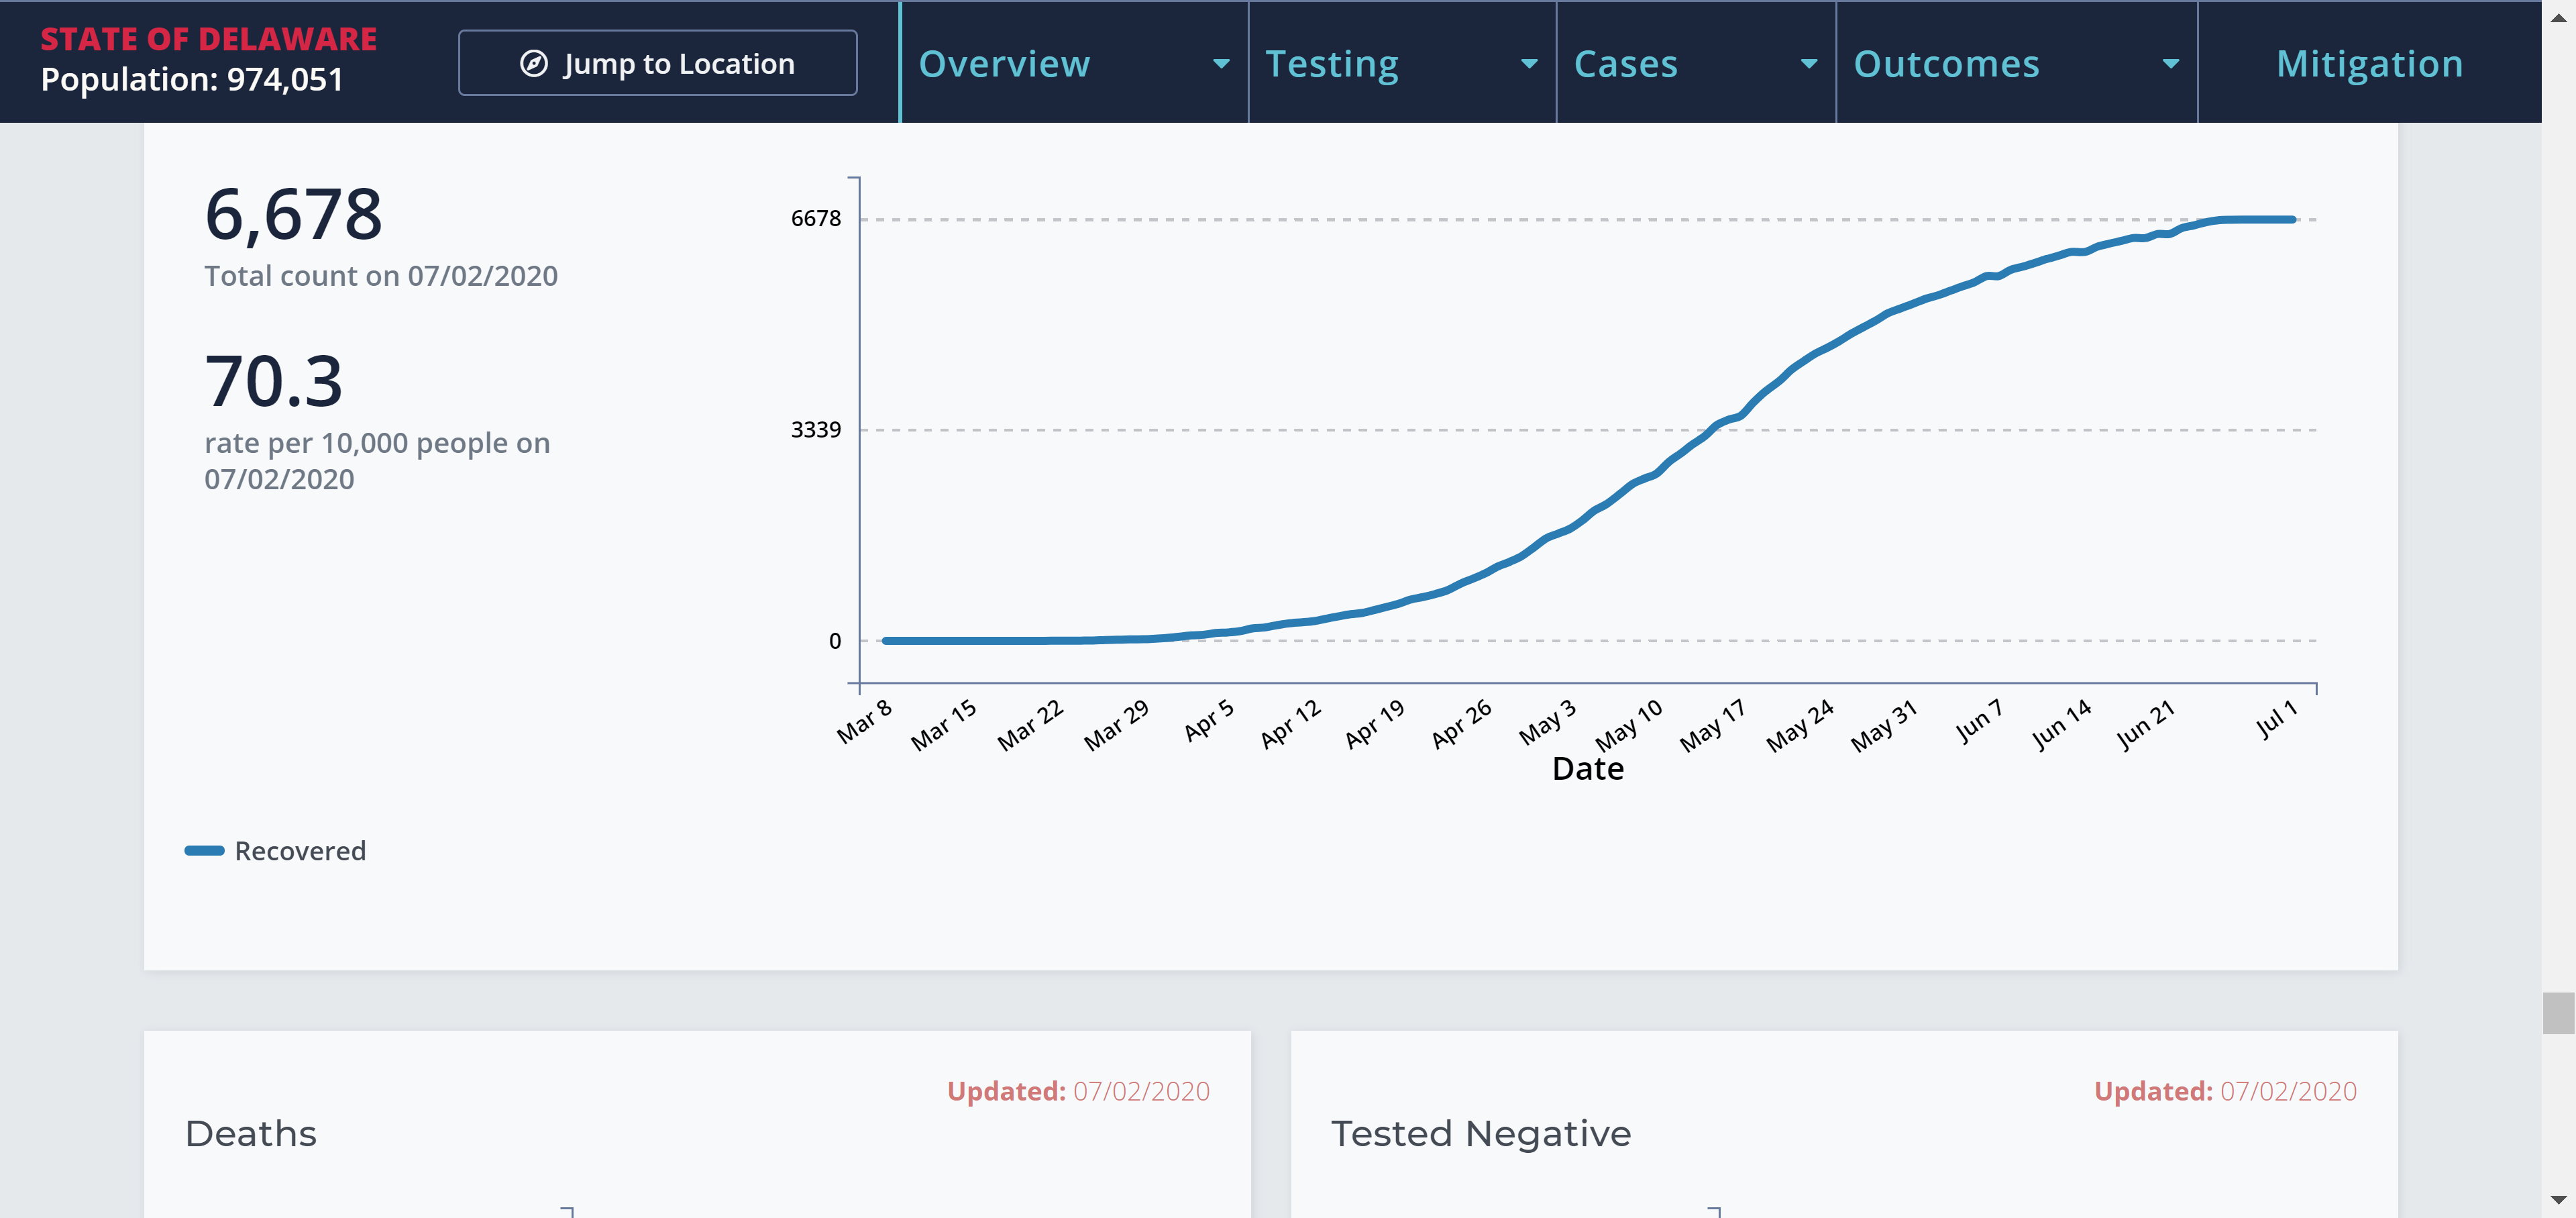 STATE OF DELAWARE
Population: 974,051
Jump to Location
Overview
Testing
Cases
Outcomes
Mitigation
6,678
Total count on 07/02/2020
70.3
rate per 10,000 people on
07/02/2020
6678
3339
0
Mar 8
Mar 15
Mar 22
Mar 29
Apr 5
Apr 12
Apr 19
Apr 26
May 3
May 10
May 17
May 24
May 31
Jun 7
Jun 14
Jun 21
Jul 1
Date
Recovered
Updated: 07/02/2020
Deaths
Updated: 07/02/2020
Tested Negative